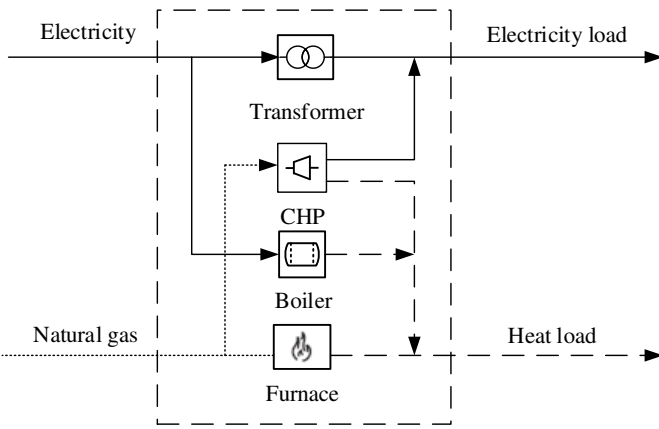 Electricity
Electricity load
Transformer
CHP
Boiler
Natural gas
Heat load
Furnace